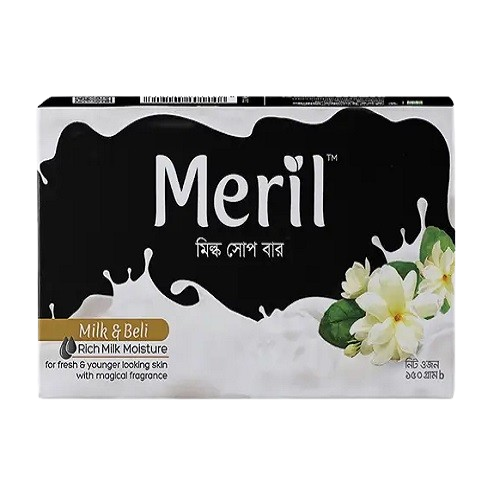 Meril™
মিল্ক সোপ বার
Milk & Beli
Rich Milk Moisture
for fresh & younger looking skin
with magical fragrance
নিট ওজন
১৫০ গ্রাম b